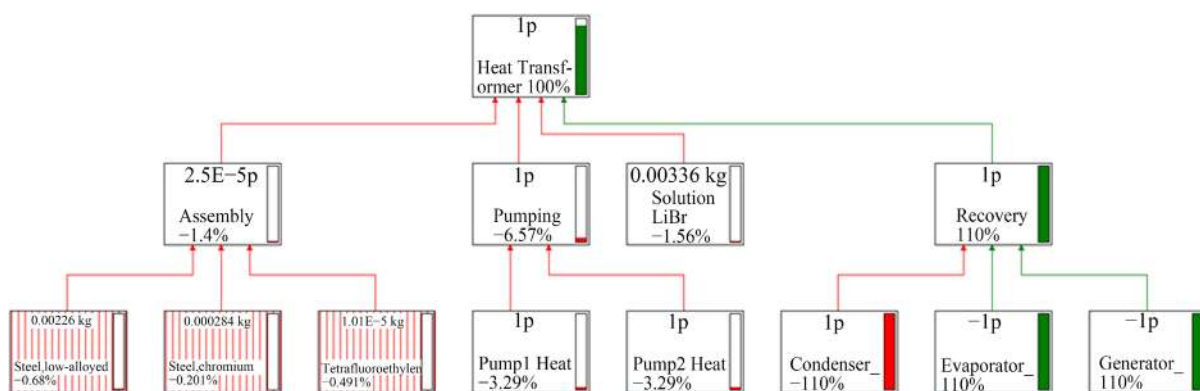 1p
Heat Transf-
ormer 100%
2.5E−5p
Assembly
−1.4%
1p
Pumping
−6.57%
0.00336 kg
Solution
LiBr
−1.56%
1p
Recovery
110%
0.00226 kg
Steel,low-alloyed
−0.68%
0.000284 kg
Steel,chromium
−0.201%
1.01E−5 kg
Tetrafluoroethylen
−0.491%
1p
Pump1 Heat
−3.29%
1p
Pump2 Heat
−3.29%
1p
Condenser_
−110%
−1p
Evaporator_
110%
−1p
Generator_
110%